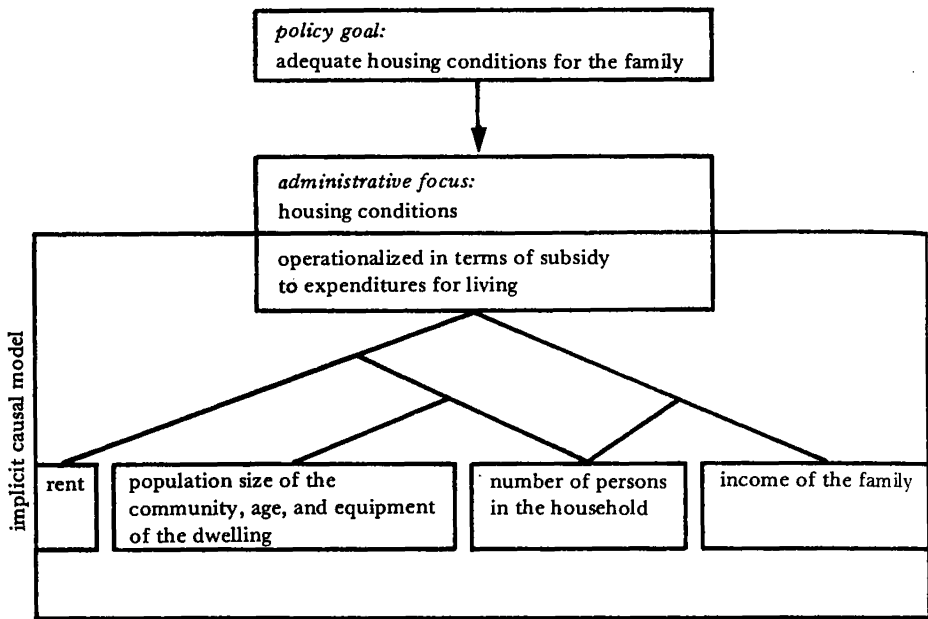 policy goal:
adequate housing conditions for the family
administrative focus:
housing conditions
operationalized in terms of subsidy
to expenditures for living
implicit causal model
rent
population size of the
community, age, and equipment
of the dwelling
number of persons
in the household
income of the family